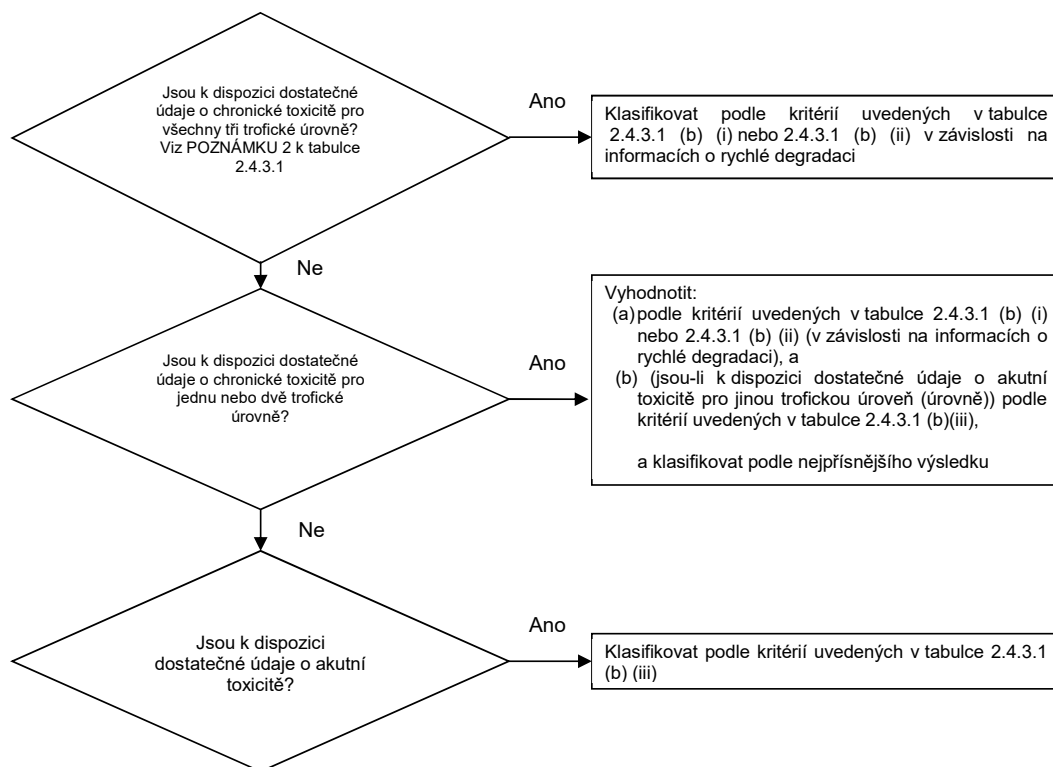 Jsou k dispozici dostatečné
údaje o chronické toxicitě pro
všechny tři trofické úrovně?
Viz POZNÁMKU 2 k tabulce
2.4.3.1
Ano
Klasifikovat podle kritérií uvedených v tabulce
2.4.3.1 (b) (i) nebo 2.4.3.1 (b) (ii) v závislosti na
informacích o rychlé degradaci
Ne
Jsou k dispozici dostatečné
údaje o chronické toxicitě pro
jednu nebo dvě trofické
úrovně?
Ano
Vyhodnotit:
(a) podle kritérií uvedených v tabulce 2.4.3.1 (b) (i)
nebo 2.4.3.1 (b) (ii) (v závislosti na informacích o
rychlé degradaci), a
(b) (jsou-li k dispozici dostatečné údaje o akutní
toxicitě pro jinou trofickou úroveň (úrovně)) podle
kritérií uvedených v tabulce 2.4.3.1 (b)(iii),
a klasifikovat podle nejpřísnějšího výsledku
Ne
Jsou k dispozici
dostatečné údaje o akutní
toxicitě?
Ano
Klasifikovat podle kritérií uvedených v tabulce 2.4.3.1
(b) (iii)